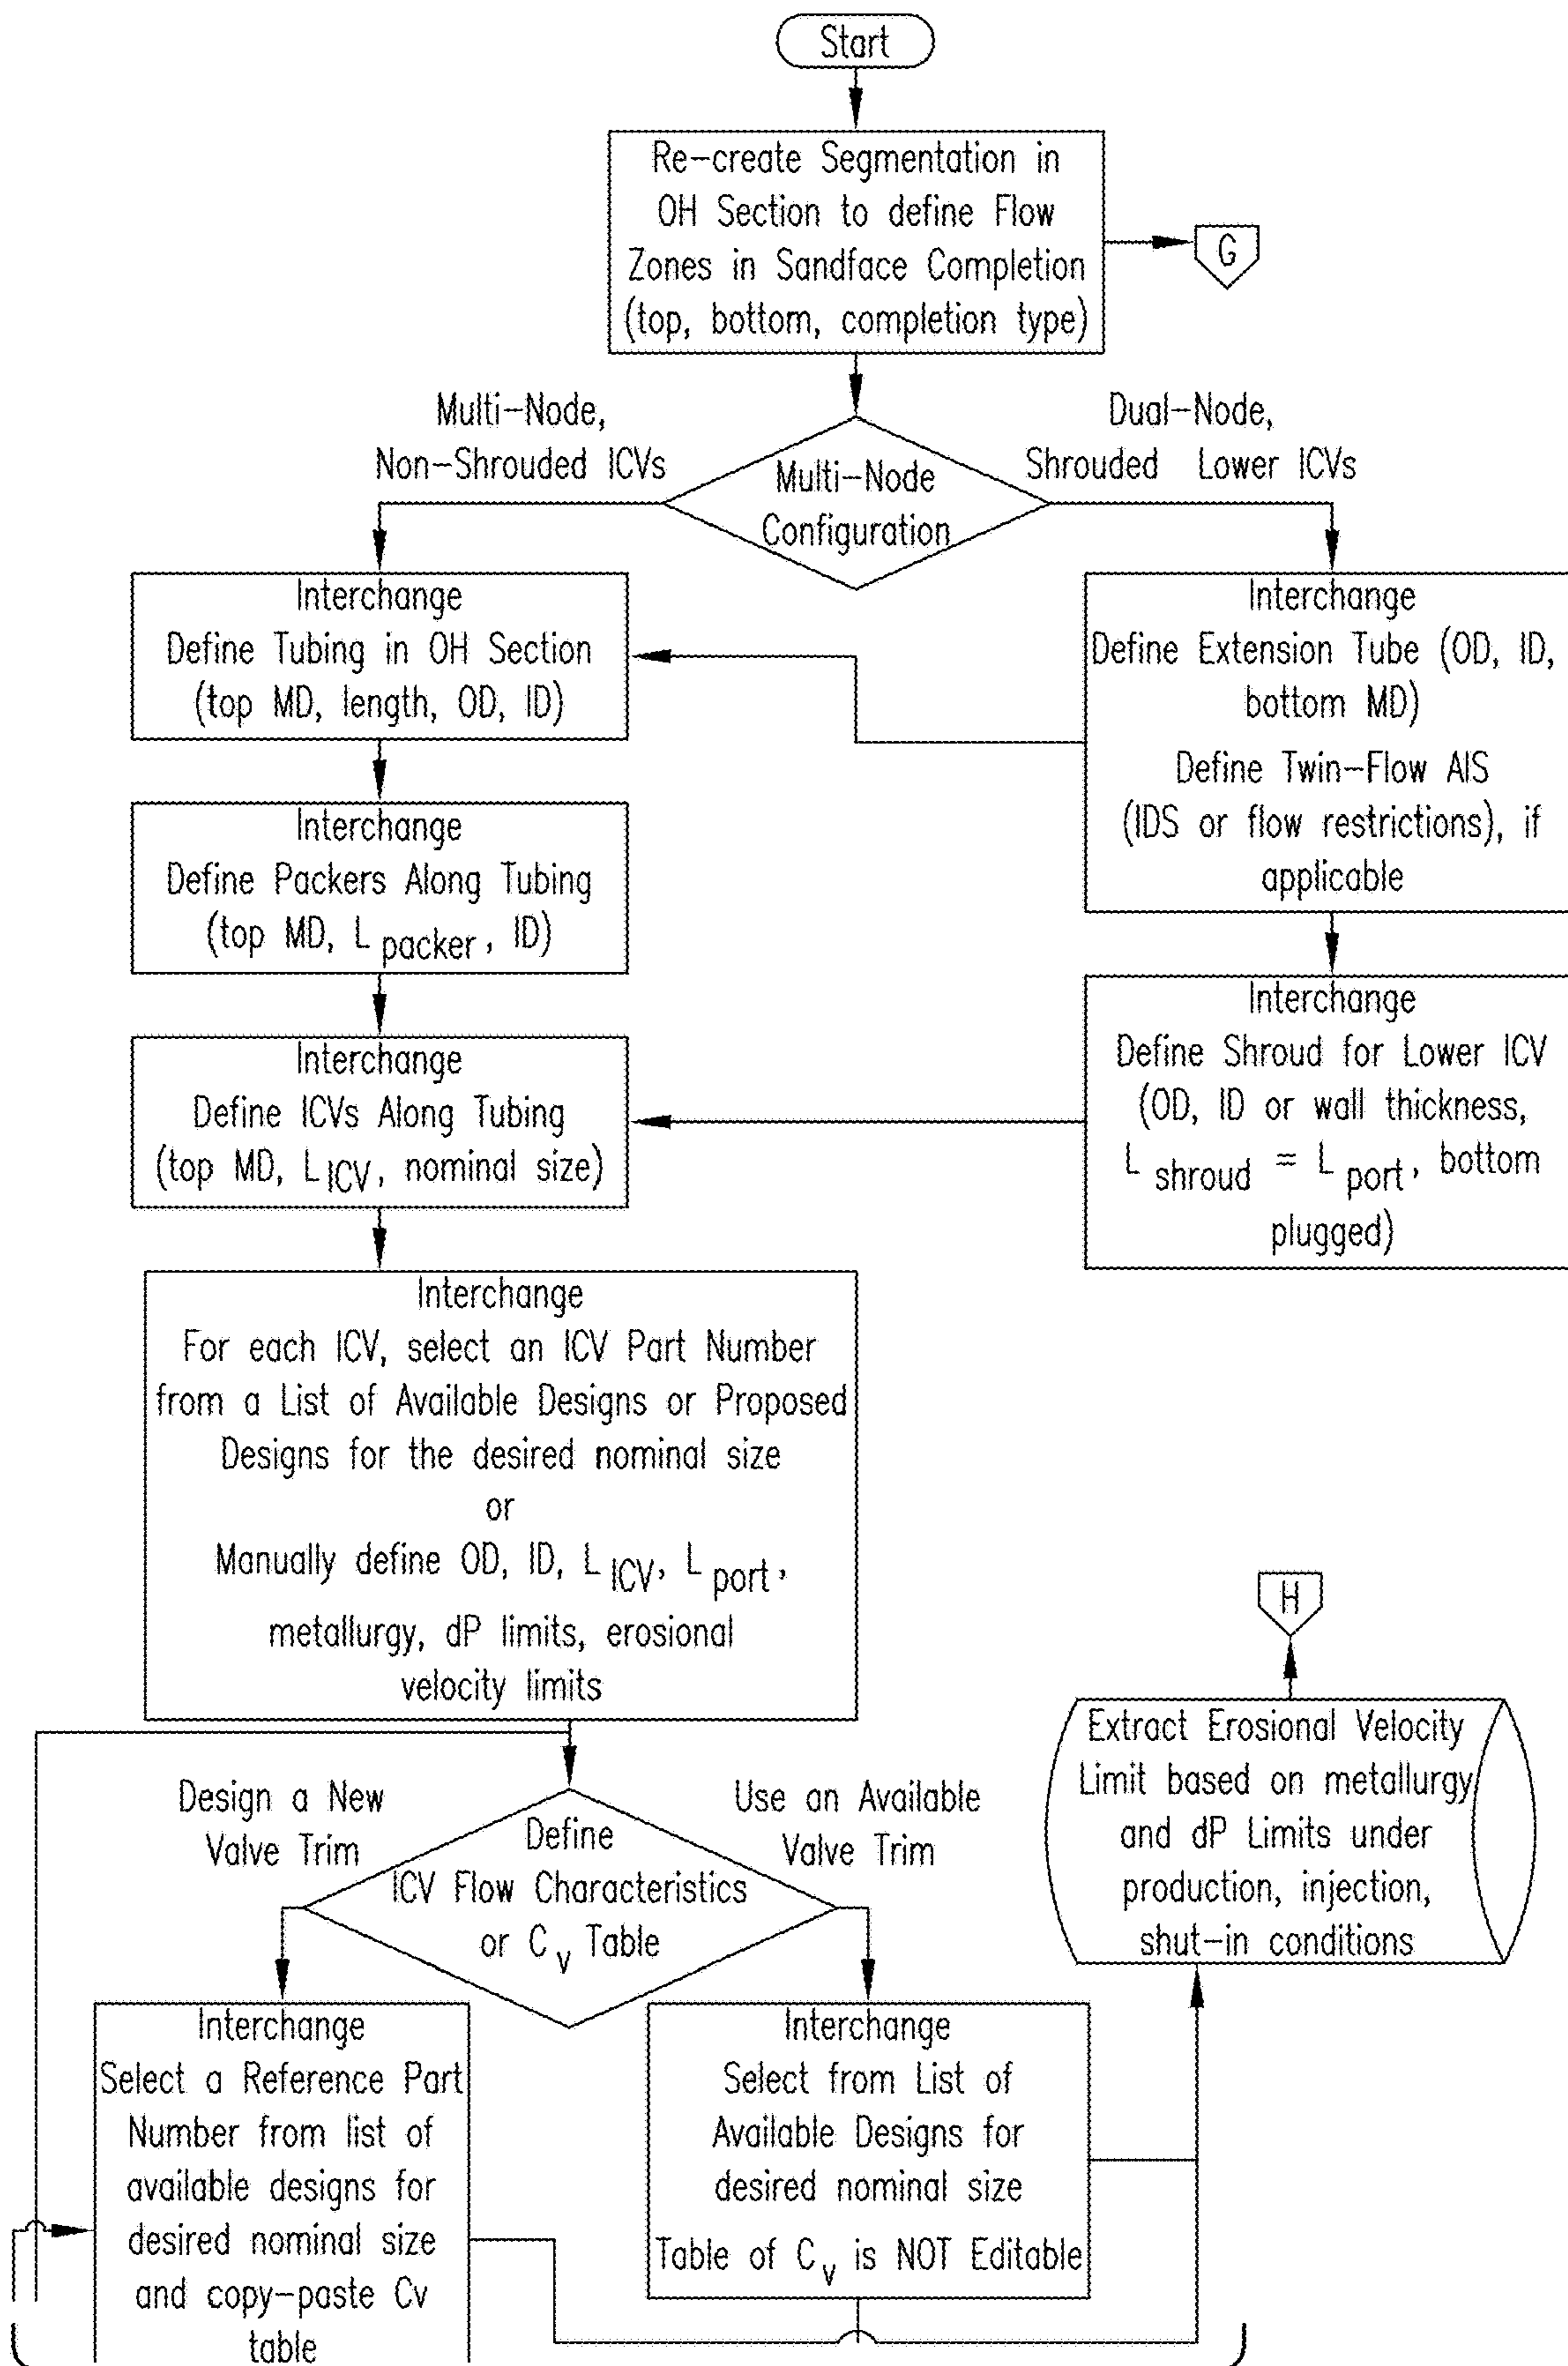 Start
Re-create Segmentation in
OH Section to define Flow
Zones in Sandface Completion
(top, bottom, completion type)
G
Multi-Node,
Non-Shrouded ICVs
Multi-Node
Configuration
Dual-Node,
Shrouded Lower ICVs
Interchange
Define Tubing in OH Section
(top MD, length, OD, ID)
Interchange
Define Extension Tube (OD, ID,
bottom MD)
Define Twin-Flow AIS
(IDS or flow restrictions), if
applicable
Interchange
Define Packers Along Tubing
(top MD, L packer, ID)
Interchange
Define Shroud for Lower ICV
(OD, ID or wall thickness,
L shroud = L port, bottom
plugged)
Interchange
Define ICVs Along Tubing
(top MD, L ICV, nominal size)
Interchange
For each ICV, select an ICV Part Number
from a List of Available Designs or Proposed
Designs for the desired nominal size
or
Manually define OD, ID, L ICV, L port,
metallurgy, dP limits, erosional
velocity limits
H
Extract Erosional Velocity
Limit based on metallurgy
and dP Limits under
production, injection,
shut-in conditions
Design a New
Valve Trim
Define
ICV Flow Characteristics
or C v Table
Use an Available
Valve Trim
Interchange
Select a Reference Part
Number from list of
available designs for
desired nominal size
and copy-paste Cv
table
Interchange
Select from List of
Available Designs for
desired nominal size
Table of C v is NOT Editable